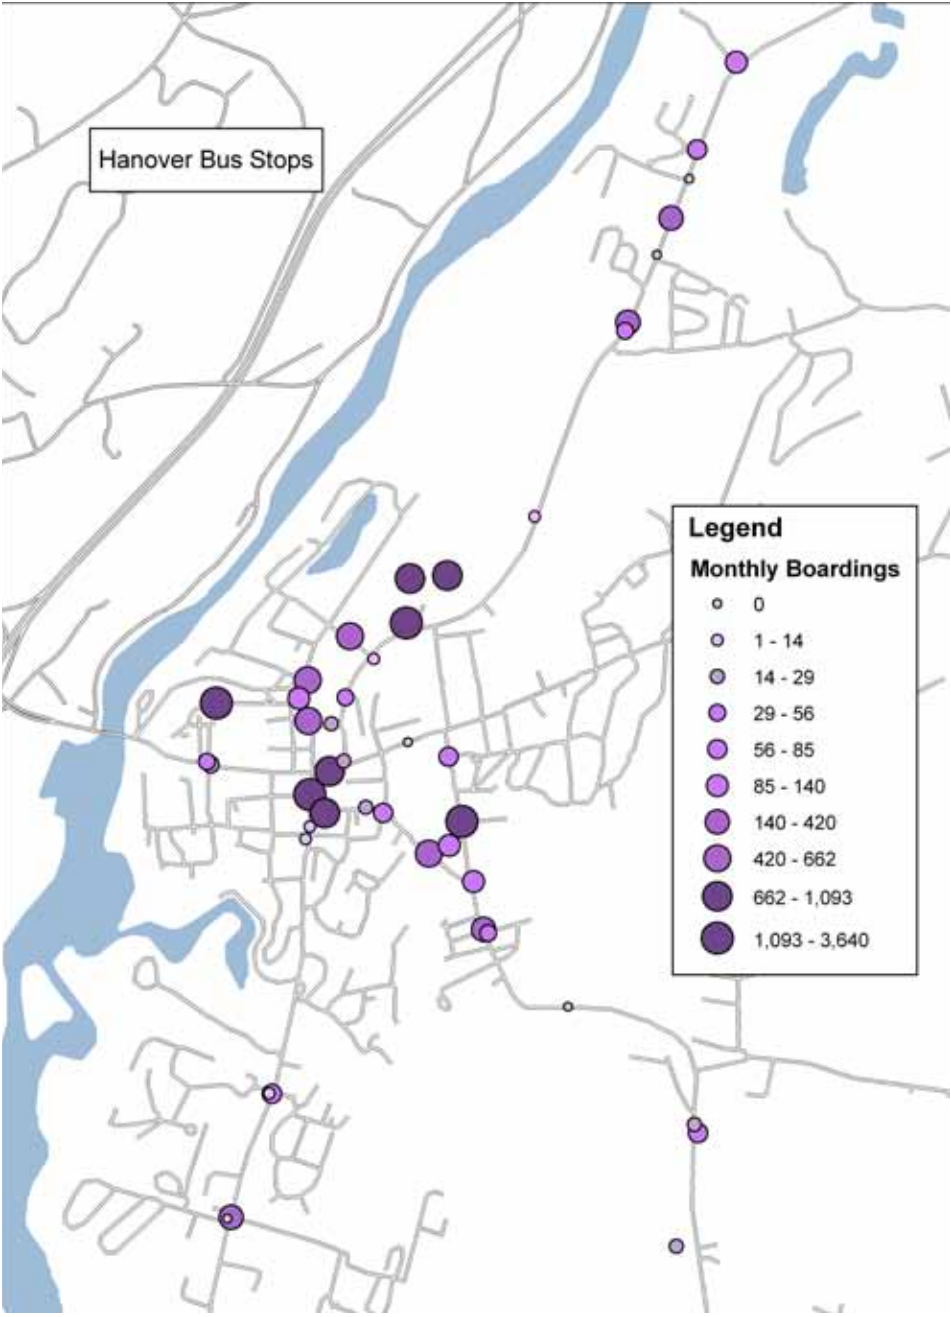 Hanover Bus Stops
Legend
Monthly Boardings
0
1 - 14
14 - 29
29 - 56
56 - 85
85 - 140
140 - 420
420 - 662
662 - 1,093
1,093 - 3,640